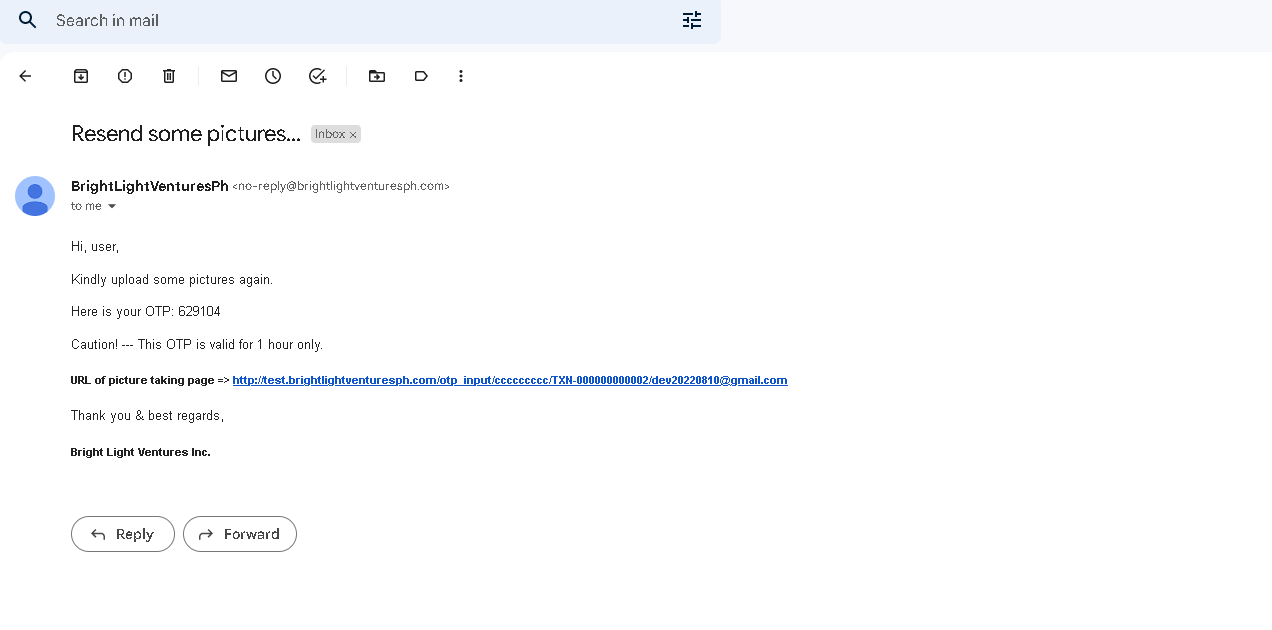 Search in mail
Resend some pictures... Inbox x
BrightLightVenturesPh <no-reply@brightlightventuresph.com>
to me
Hi, user,
Kindly upload some pictures again.
Here is your OTP: 629104
Caution! --- This OTP is valid for 1 hour only.
URL of picture taking page => http://test.brightlightventuresph.com/otp_input/ccccccccc/TXN-000000000002/dev20220810@gmail.com
Thank you & best regards,
Bright Light Ventures Inc.
Reply Forward